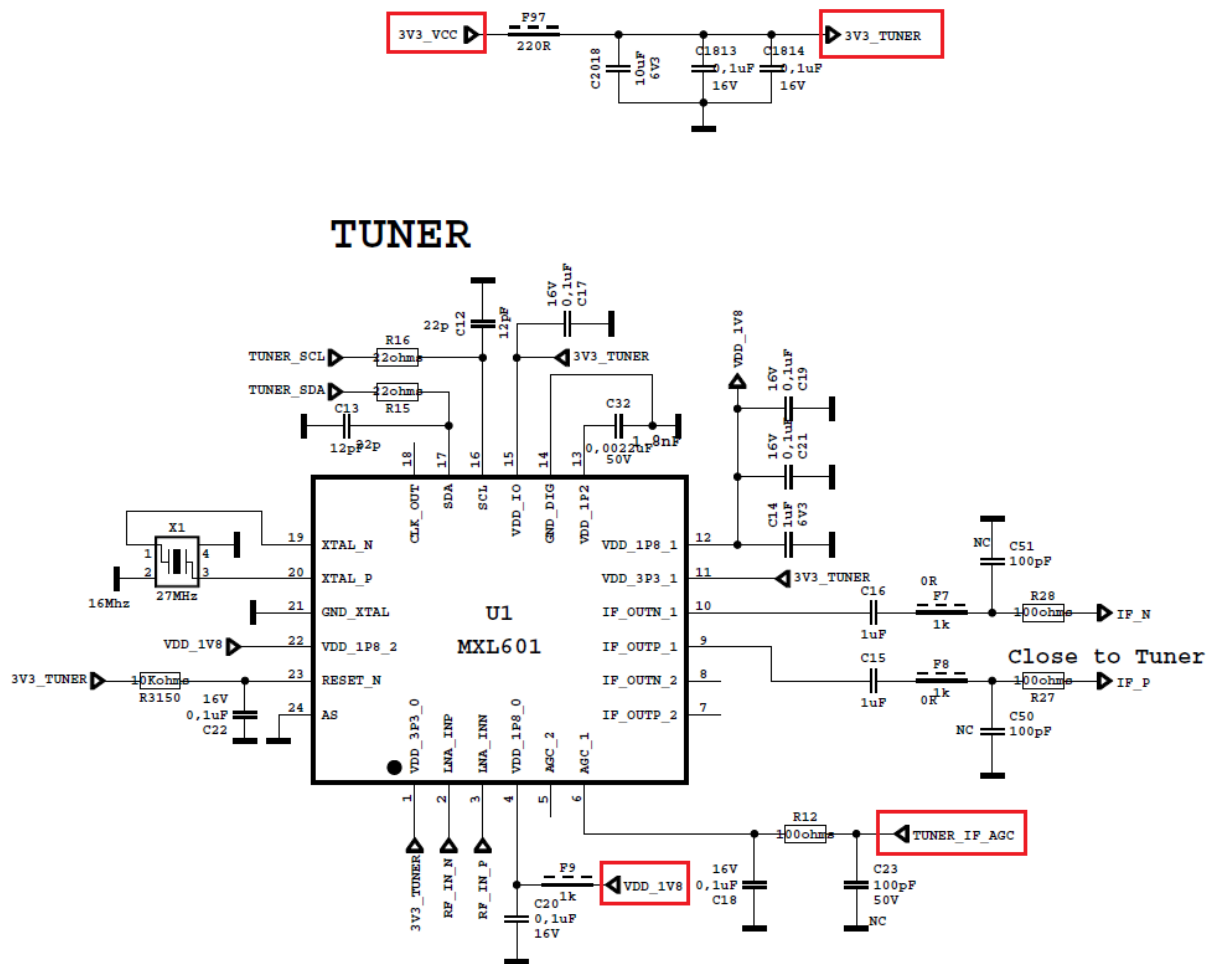 F97
3V3_VCC
220R
C2018
10uF
6V3
C1813
0,1uF
16V
C1814
0,1uF
16V
3V3_TUNER
TUNER
22p
C12
12pF
16V
0,1uF
C17
TUNER_SCL
R16
22ohms
3V3_TUNER
TUNER_SDA
22ohms
R15
C13
12pF
22p
C32
0,0022uF
1,8nF
50V
VDD_1V8
16V
0,1uF
C19
16V
0,1uF
C21
C14
1uF
6V3
18
17
16
15
14
13
CLK_OUT
SDA
SCL
VDD_IO
GND_DIG
VDD_1P2
X1
1
4
2
3
16Mhz
27MHz
19
XTAL_N
20
XTAL_P
21
GND_XTAL
VDD_1V8
22
VDD_1P8_2
3V3_TUNER
10Kohms
R3150
23
RESET_N
16V
0,1uF
C22
24
AS
U1
MXL601
VDD_1P8_1
12
VDD_3P3_1
11
3V3_TUNER
IF_OUTN_1
10
IF_OUTP_1
9
IF_OUTN_2
8
IF_OUTP_2
7
C16
1uF
0R
F7
1k
NC
C51
100pF
R28
100ohms
IF_N
Close to Tuner
C15
1uF
F8
1k
0R
100ohms
R27
IF_P
NC
C50
100pF
VDD_3P3_0
LNA_INP
LNA_INN
VDD_1P8_0
AGC_2
AGC_1
1
2
3
4
5
6
3V3_TUNER
RF_IN_N
RF_IN_P
F9
1k
VDD_1V8
C20
0,1uF
16V
R12
100ohms
TUNER_IF_AGC
16V
0,1uF
C18
C23
100pF
50V
NC